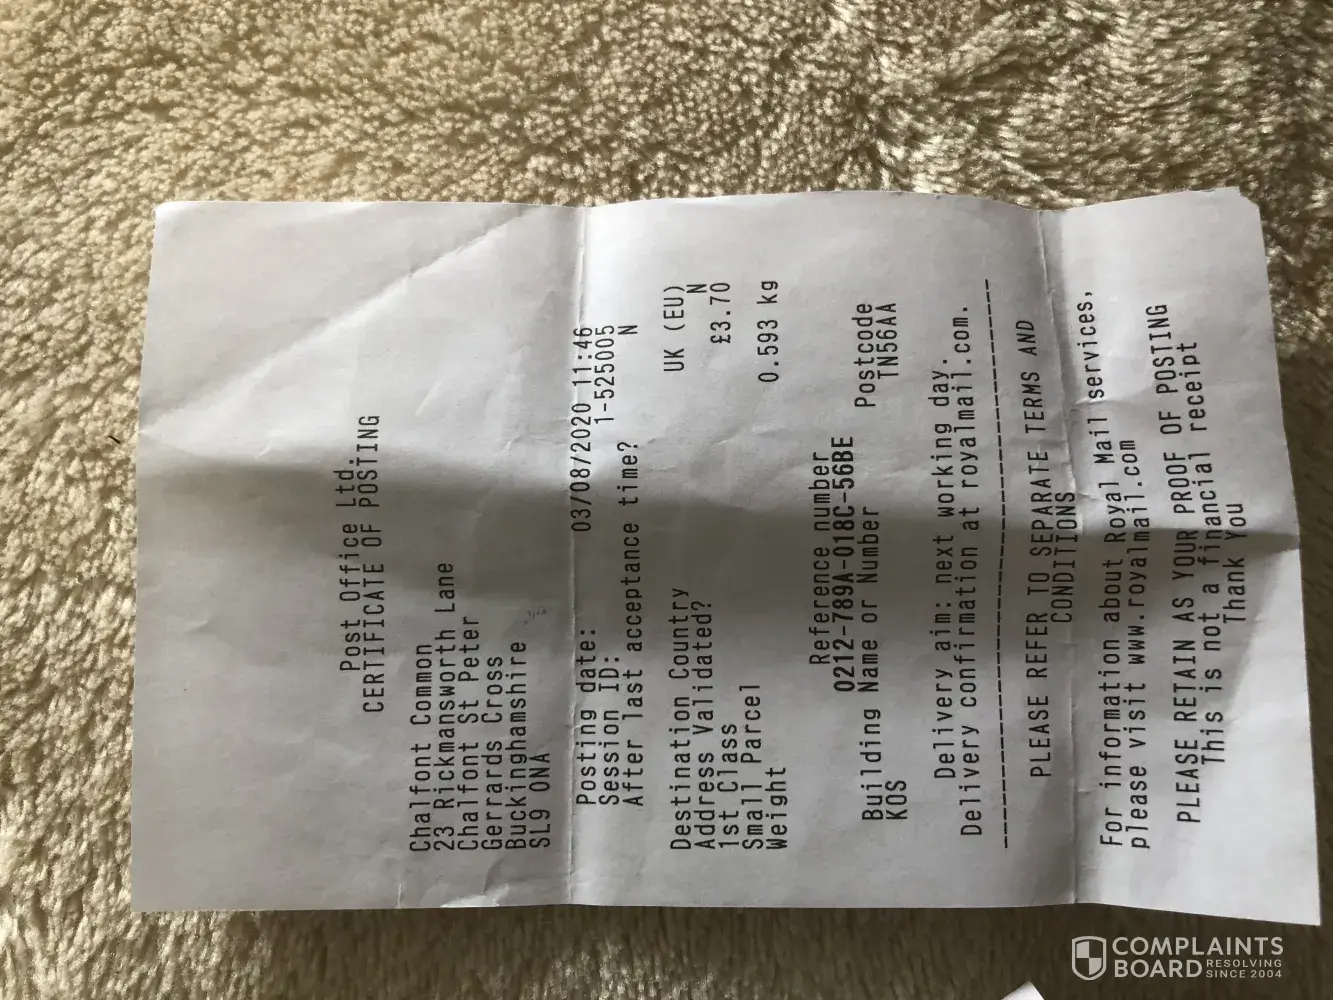 Post Office Ltd.
CERTIFICATE OF POSTING
Chalfont Common
23 Rickmansworth Lane
Chalfont St Peter
Gerrards Cross
Buckinghamshire
SL9 0NA
Posting date: 03/08/2020 11:46
Session ID: 1-525005
After last acceptance time? N
Destination Country UK (EU)
Address Validated? N
1st Class £3.70
Small Parcel
Weight 0.593 kg
Reference number
0212-789A-018C-56BE
Building Name or Number Postcode
KOS TN56AA
Delivery aim: next working day.
Delivery confirmation at royalmail.com.
PLEASE REFER TO SEPARATE TERMS AND
CONDITIONS
For information about Royal Mail services,
please visit www.royalmail.com
PLEASE RETAIN AS YOUR PROOF OF POSTING
This is not a financial receipt
Thank You
COMPLAINTS
BOARD RESOLVING
SINCE 2004